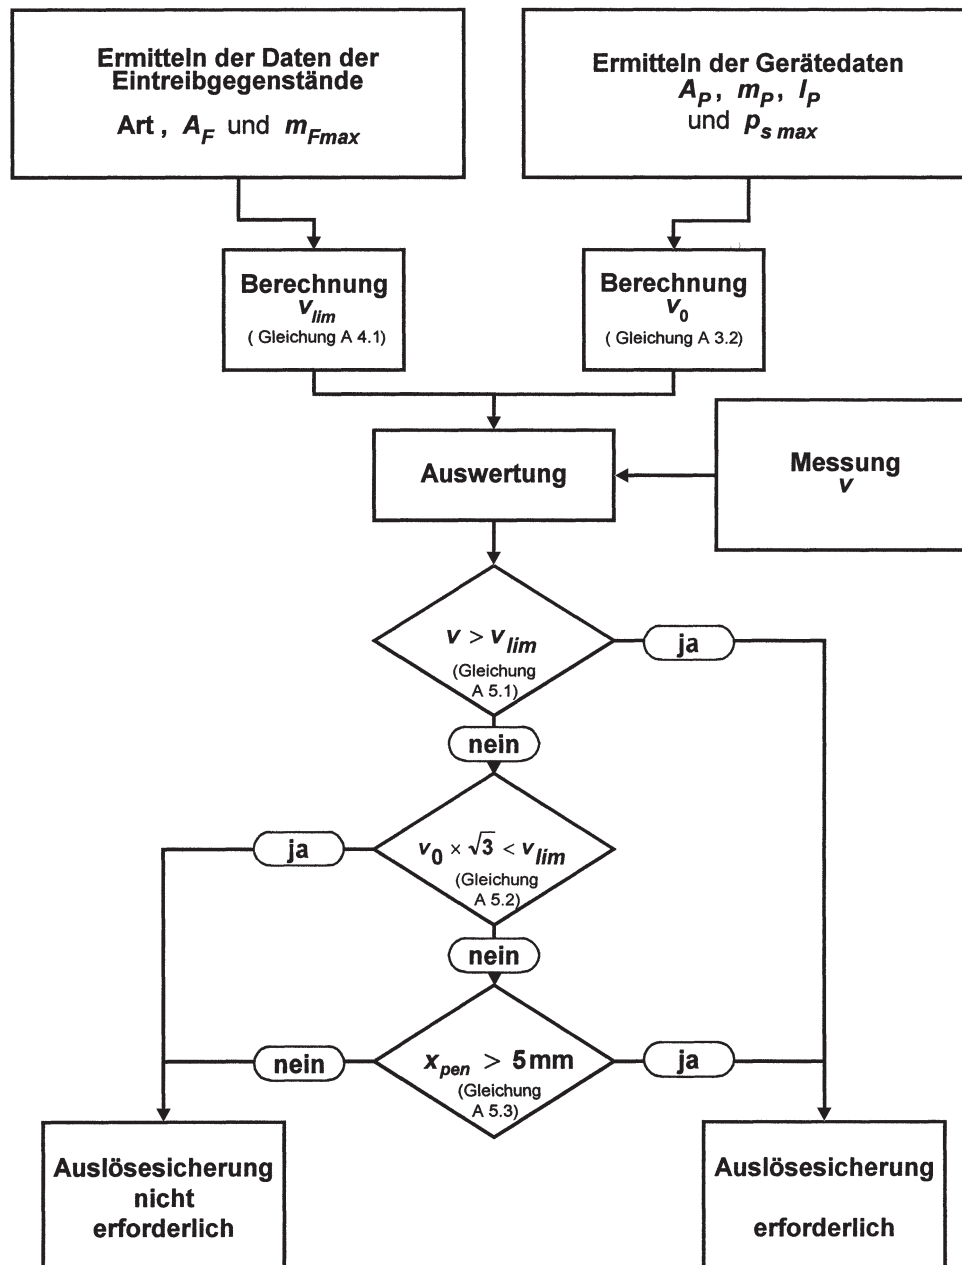 Ermitteln der Daten der
Eintreibgegenstände
Art , A_F und m_Fmax
Ermitteln der Gerätedaten
A_P , m_P , l_P
und p_s max
Berechnung
v_lim
( Gleichung A 4.1)
Berechnung
v_0
( Gleichung A 3.2)
Auswertung
Messung
v
v > v_lim
(Gleichung
A 5.1)
ja
nein
v_0 × √3 < v_lim
(Gleichung
A 5.2)
ja
nein
x_pen > 5 mm
(Gleichung
A 5.3)
nein
ja
Auslösesicherung
nicht
erforderlich
Auslösesicherung
erforderlich